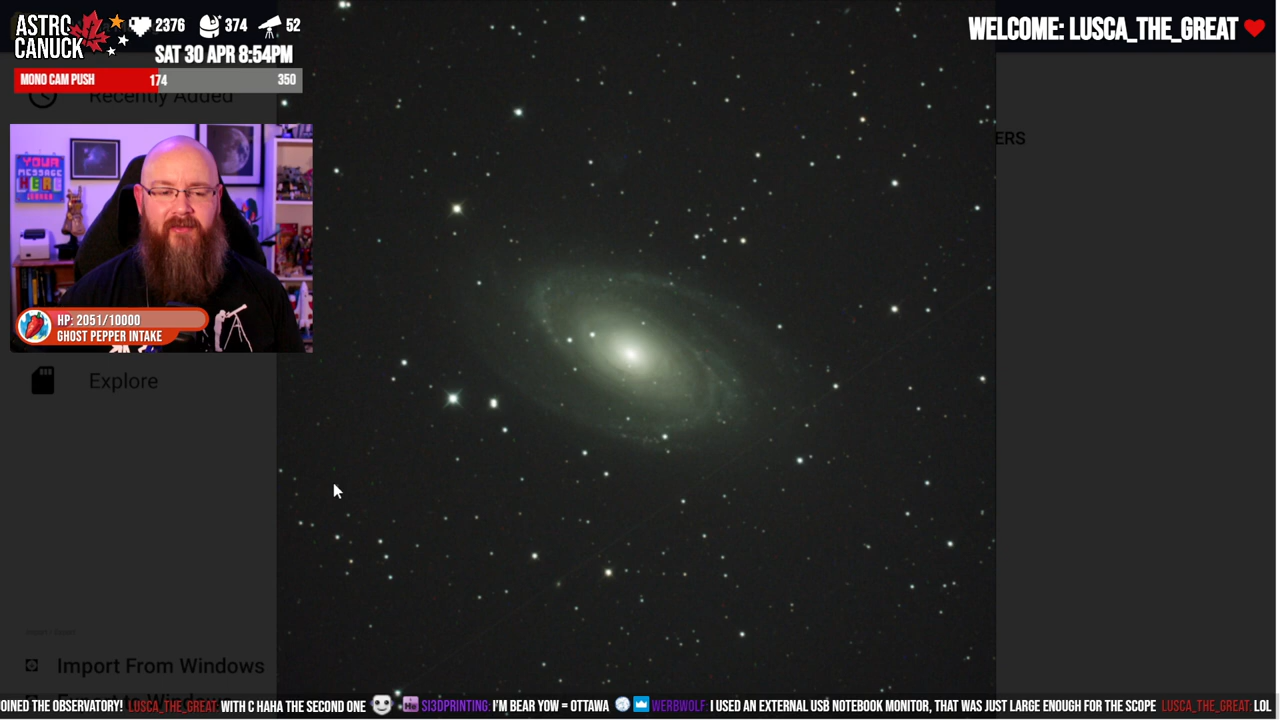 ASTRO
CANUCK
2376
374
52
SAT 30 APR 8:54PM
WELCOME: LUSCA_THE_GREAT
MONO CAM PUSH 174 350
Recently Added
ERS
YOUR
MESSAGE
HERE
HP: 2051/10000
GHOST PEPPER INTAKE
Explore
Import From Windows
Export to Windows
OINED THE OBSERVATORY! LUSCA_THE_GREAT: WITH C HAHA THE SECOND ONE SI3DPRINTING: I'M BEAR YOW = OTTAWA WERBWOLF: I USED AN EXTERNAL USB NOTEBOOK MONITOR, THAT WAS JUST LARGE ENOUGH FOR THE SCOPE LUSCA_THE_GREAT: LOL